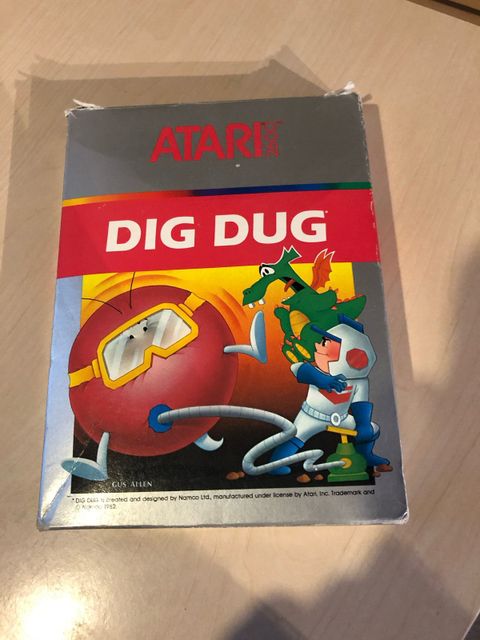 ATARI 2600
DIG DUG
GUS ALLEN
* DIG DUG is created and designed by Namco Ltd., manufactured under license by Atari, Inc. Trademark and
© Namco 1982.